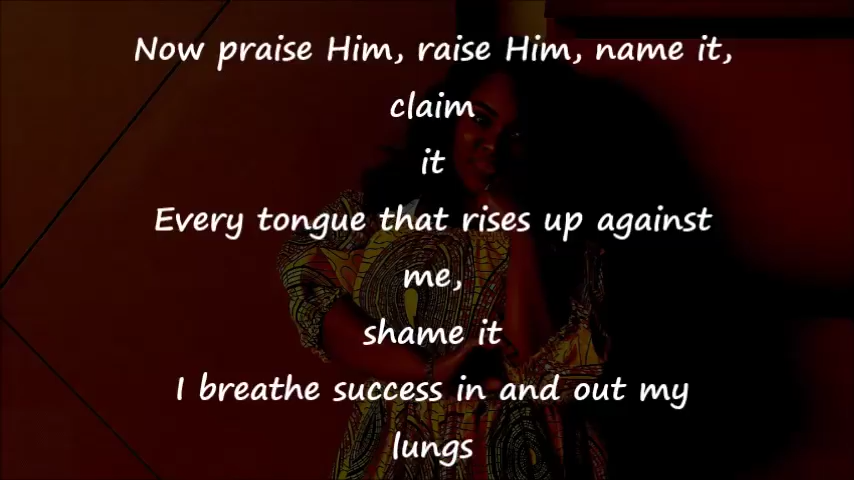 Now praise Him, raise Him, name it,
claim
it
Every tongue that rises up against
me,
shame it
I breathe success in and out my
lungs